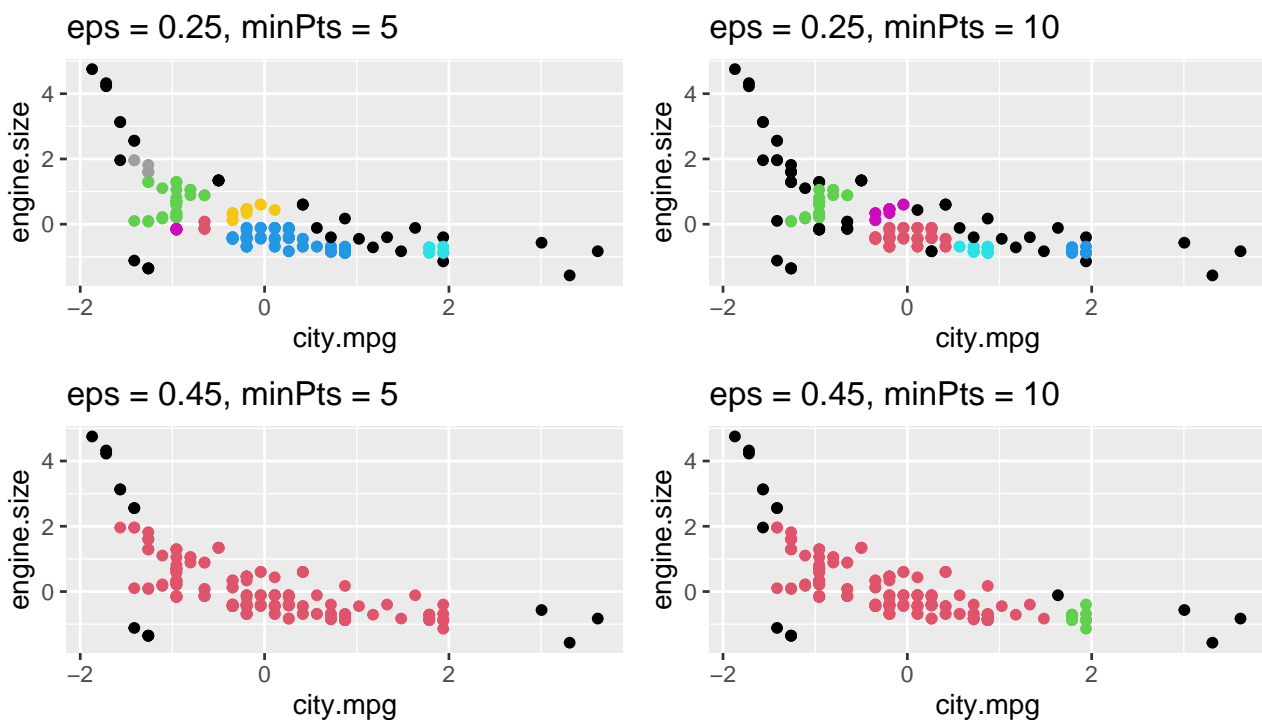 eps = 0.25, minPts = 5
4
2
0
−2
0
2
city.mpg
engine.size
eps = 0.25, minPts = 10
4
2
0
−2
0
2
city.mpg
engine.size
eps = 0.45, minPts = 5
4
2
0
−2
0
2
city.mpg
engine.size
eps = 0.45, minPts = 10
4
2
0
−2
0
2
city.mpg
engine.size